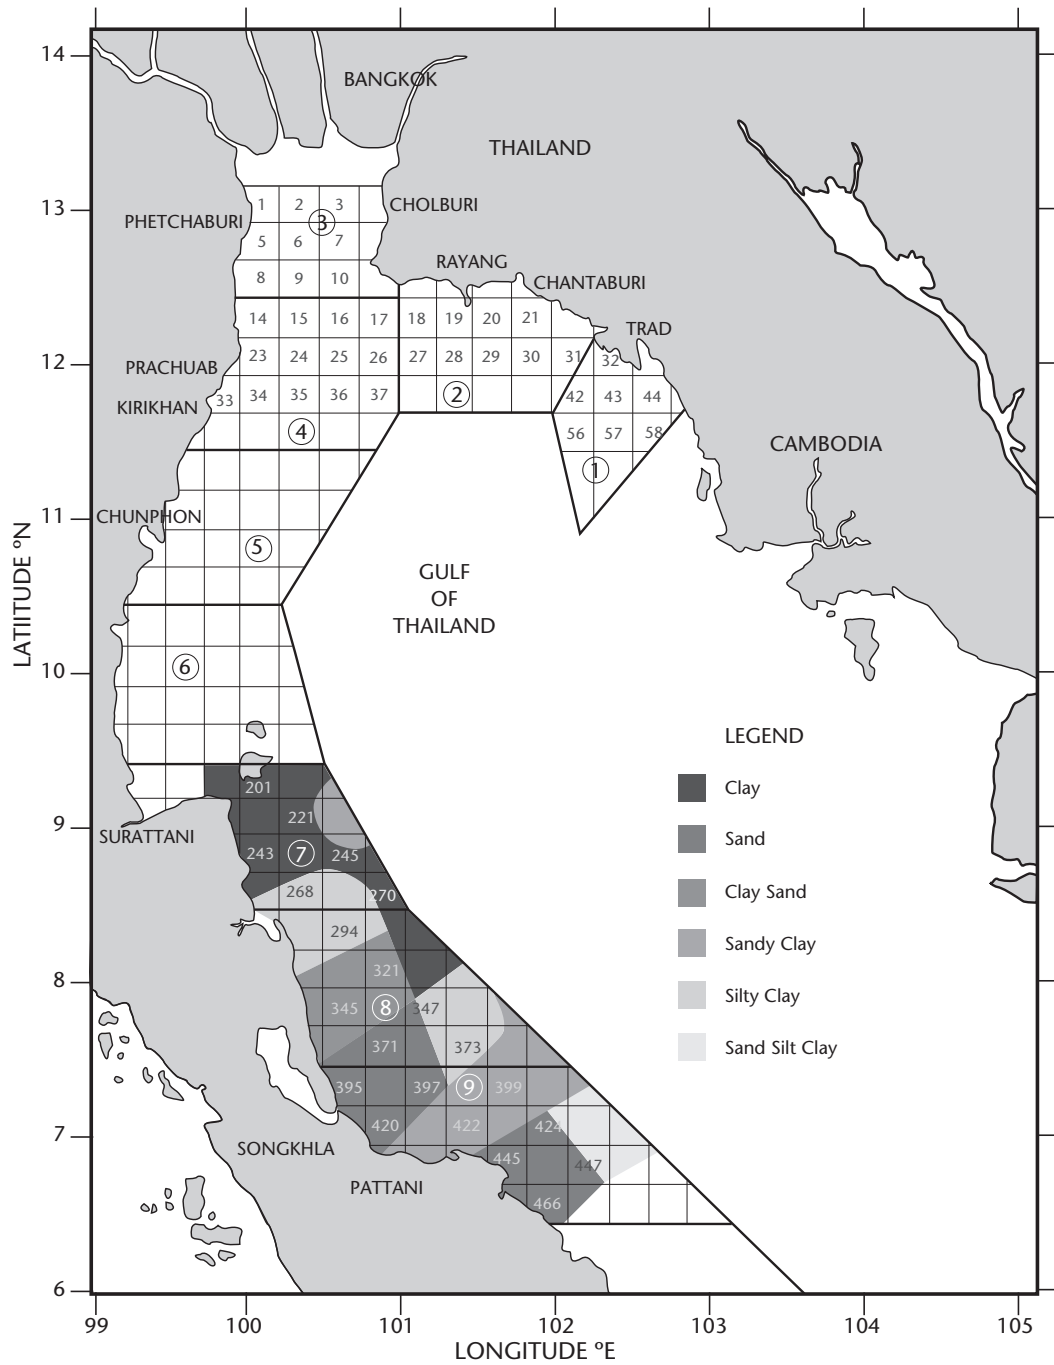 14
BANGKOK
THAILAND
13
PHETCHABURI
1 2 3
CHOLBURI
③
5 6 7
RAYANG
8 9 10
CHANTABURI
14 15 16 17 18 19 20 21
TRAD
12
23 24 25 26 27 28 29 30 31 32
PRACHUAB
33 34 35 36 37 ② 42 43 44
KIRIKHAN
④
56 57 58
CAMBODIA
①
11
CHUNPHON
⑤
GULF
OF
THAILAND
10
⑥
LATIITUDE ºN
LEGEND
Clay
Sand
Clay Sand
Sandy Clay
Silty Clay
Sand Silt Clay
201
9
221
SURATTANI
243 ⑦ 245
268 270
294
8
321
345 ⑧ 347
371 373
395 397 ⑨ 399
7
420 422 424
SONGKHLA
445 447
PATTANI
466
6
99 100 101 102 103 104 105
LONGITUDE ºE